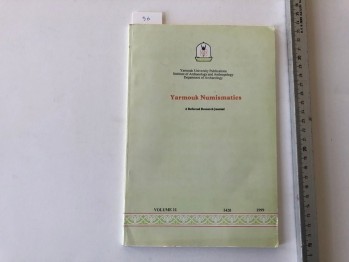 50
Yarmouk University Publications
Institute of Archaeology and Anthropology
Department of Archaeology
Yarmouk Numismatics
A Refereed Research Journal
VOLUME 11 1420 1999